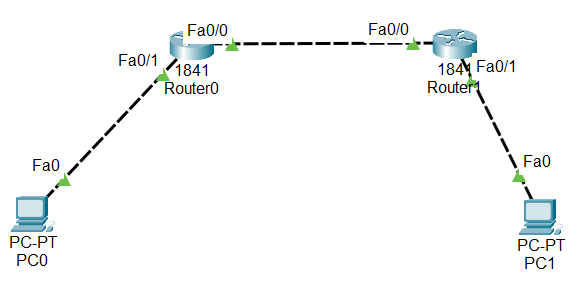 Fa0/0
Fa0/0
Fa0/1
1841
Router0
1841
Router1
Fa0/1
Fa0
PC-PT
PC0
Fa0
PC-PT
PC1